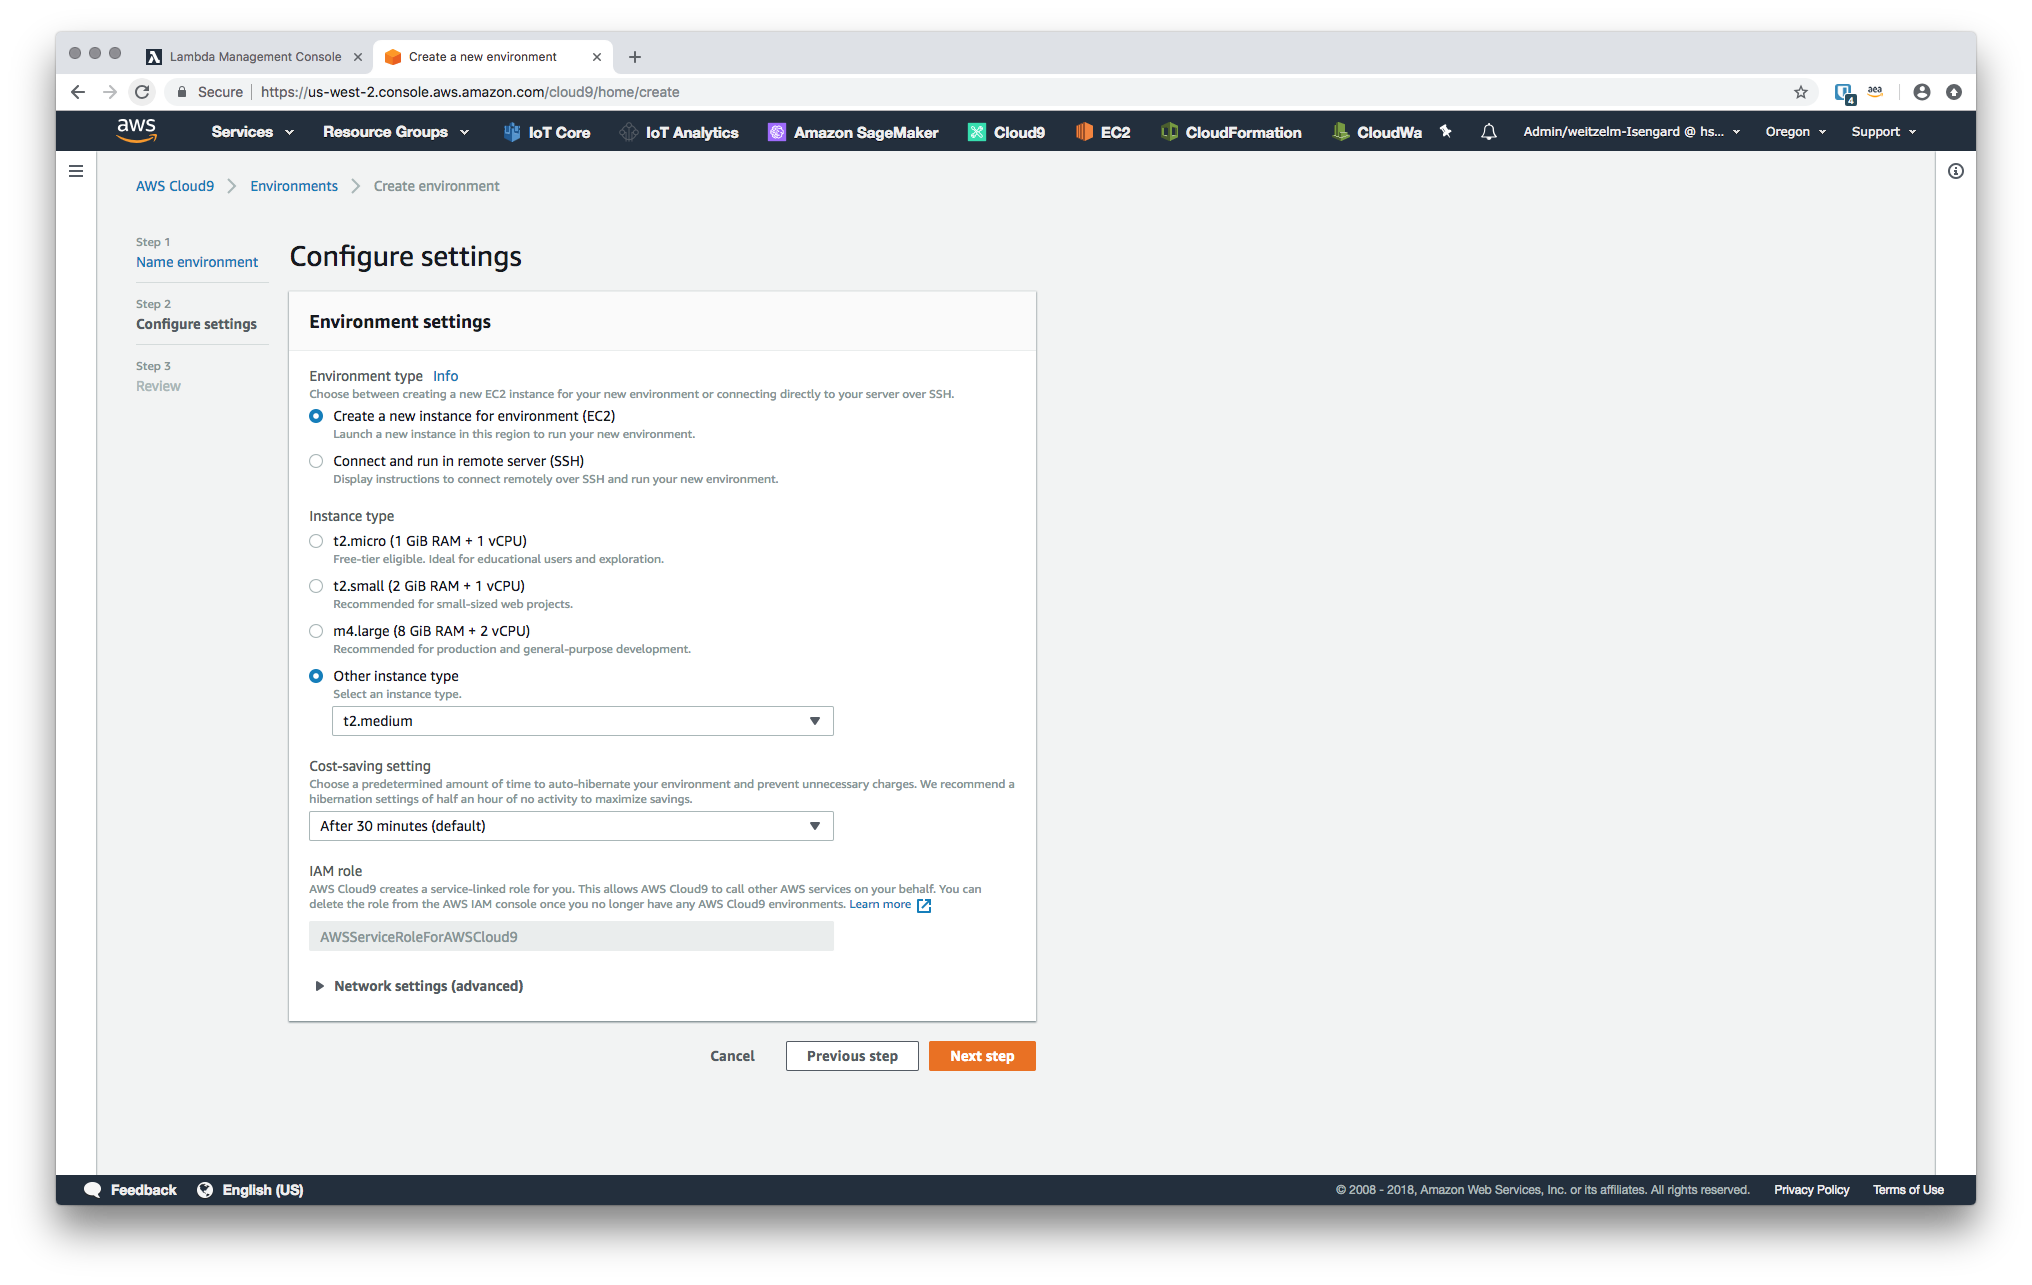 Lambda Management Console
Create a new environment
Secure https://us-west-2.console.aws.amazon.com/cloud9/home/create
4
aea
aws Services Resource Groups IoT Core IoT Analytics Amazon SageMaker Cloud9 EC2 CloudFormation CloudWa Admin/weitzelm-Isengard @ hs... Oregon Support
AWS Cloud9 Environments Create environment
Step 1
Name environment
Step 2
Configure settings
Step 3
Review
Configure settings
Environment settings
Environment type Info
Choose between creating a new EC2 instance for your new environment or connecting directly to your server over SSH.
Create a new instance for environment (EC2)
Launch a new instance in this region to run your new environment.
Connect and run in remote server (SSH)
Display instructions to connect remotely over SSH and run your new environment.
Instance type
t2.micro (1 GiB RAM + 1 vCPU)
Free-tier eligible. Ideal for educational users and exploration.
t2.small (2 GiB RAM + 1 vCPU)
Recommended for small-sized web projects.
m4.large (8 GiB RAM + 2 vCPU)
Recommended for production and general-purpose development.
Other instance type
Select an instance type.
t2.medium
Cost-saving setting
Choose a predetermined amount of time to auto-hibernate your environment and prevent unnecessary charges. We recommend a
hibernation settings of half an hour of no activity to maximize savings.
After 30 minutes (default)
IAM role
AWS Cloud9 creates a service-linked role for you. This allows AWS Cloud9 to call other AWS services on your behalf. You can
delete the role from the AWS IAM console once you no longer have any AWS Cloud9 environments. Learn more
AWSServiceRoleForAWSCloud9
Network settings (advanced)
Cancel Previous step Next step
Feedback English (US) © 2008 - 2018, Amazon Web Services, Inc. or its affiliates. All rights reserved. Privacy Policy Terms of Use